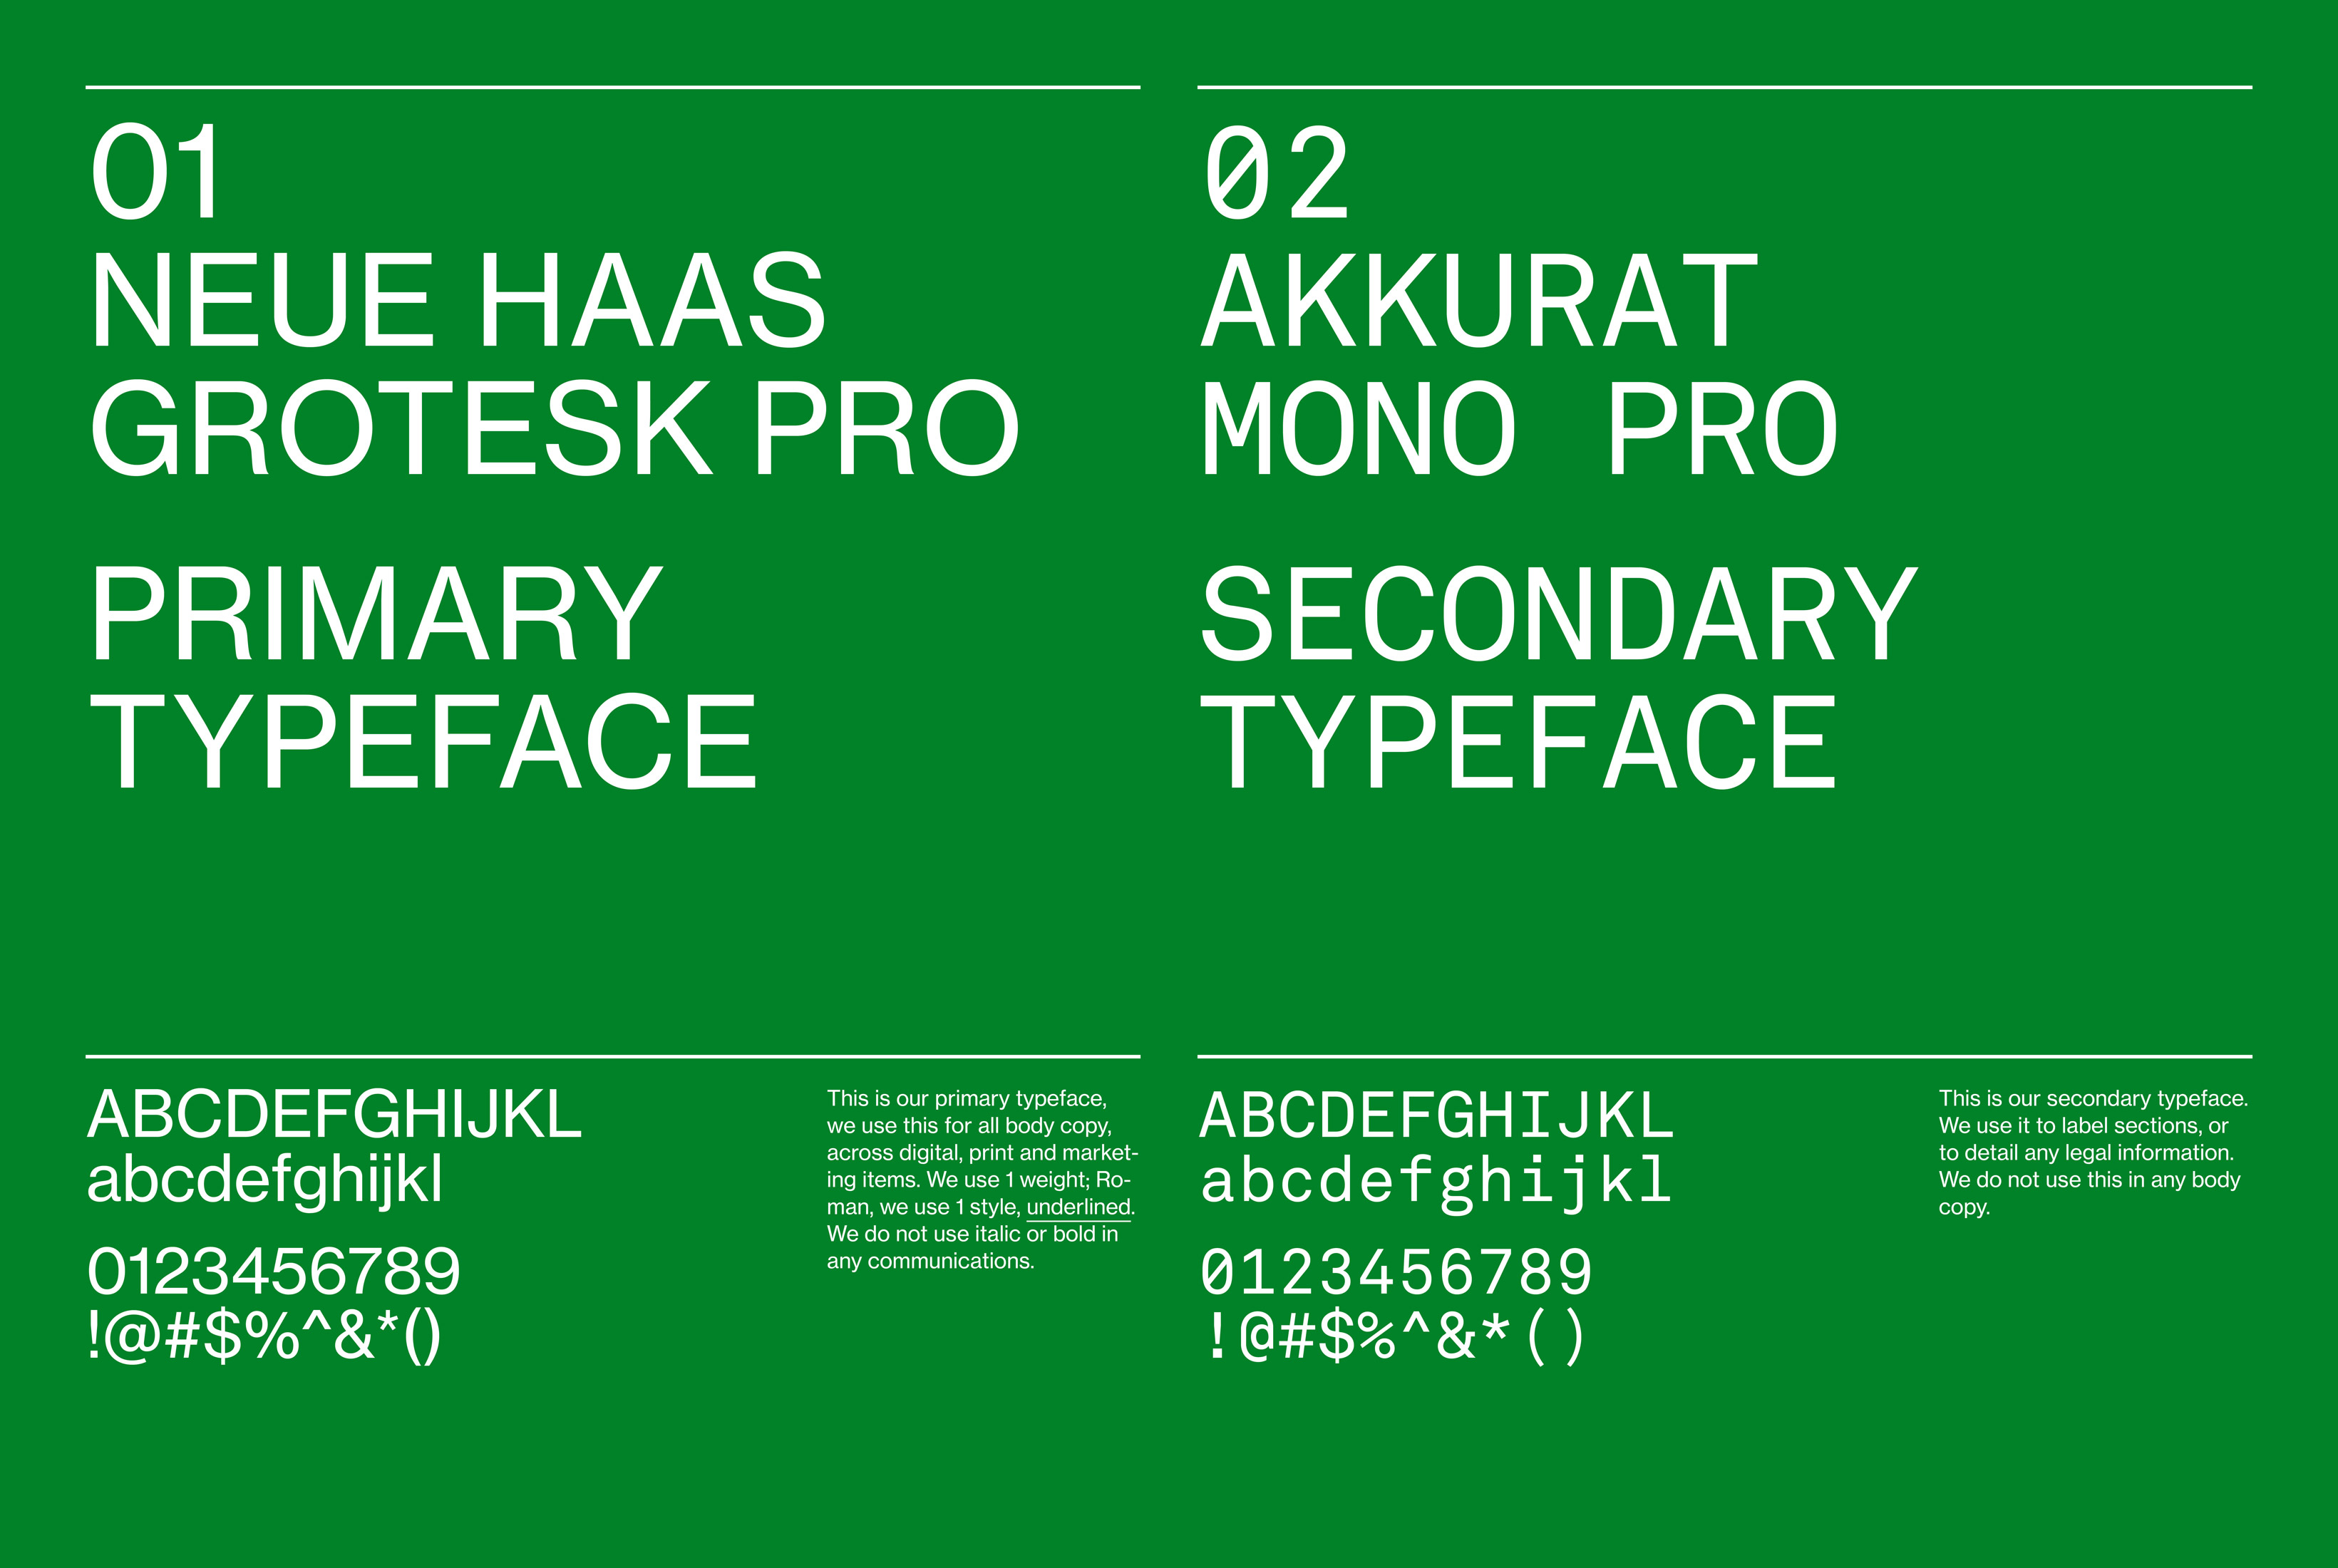 01
NEUE HAAS
GROTESK PRO
PRIMARY
TYPEFACE
ABCDEFGHIJKL
abcdefghijkl
0123456789
!@#$%^&*()
This is our primary typeface,
we use this for all body copy,
across digital, print and market-
ing items. We use 1 weight; Ro-
man, we use 1 style, underlined.
We do not use italic or bold in
any communications.
02
AKKURAT
MONO PRO
SECONDARY
TYPEFACE
ABCDEFGHIJKL
abcdefghijkl
0123456789
!@#$%^&*()
This is our secondary typeface.
We use it to label sections, or
to detail any legal information.
We do not use this in any body
copy.